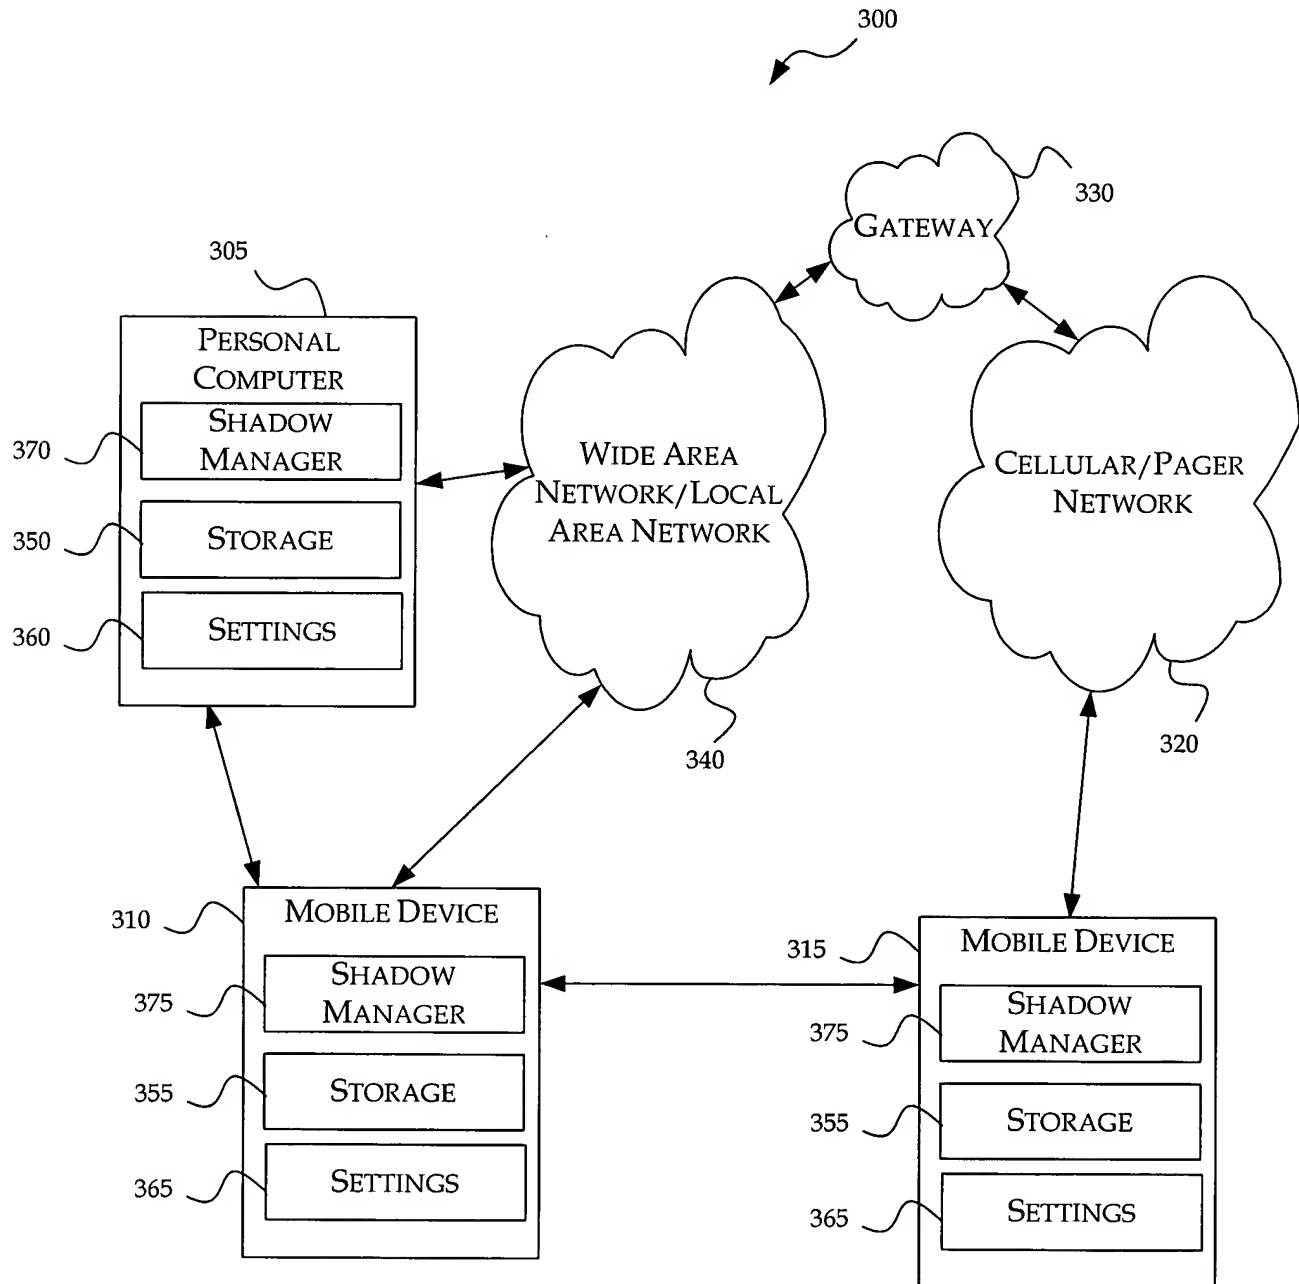 300
330
GATEWAY
305
PERSONAL
COMPUTER
SHADOW
MANAGER
370
STORAGE
350
SETTINGS
360
WIDE AREA
NETWORK/LOCAL
AREA NETWORK
340
CELLULAR/PAGER
NETWORK
320
310
MOBILE DEVICE
SHADOW
MANAGER
375
STORAGE
355
SETTINGS
365
315
MOBILE DEVICE
SHADOW
MANAGER
375
STORAGE
355
SETTINGS
365